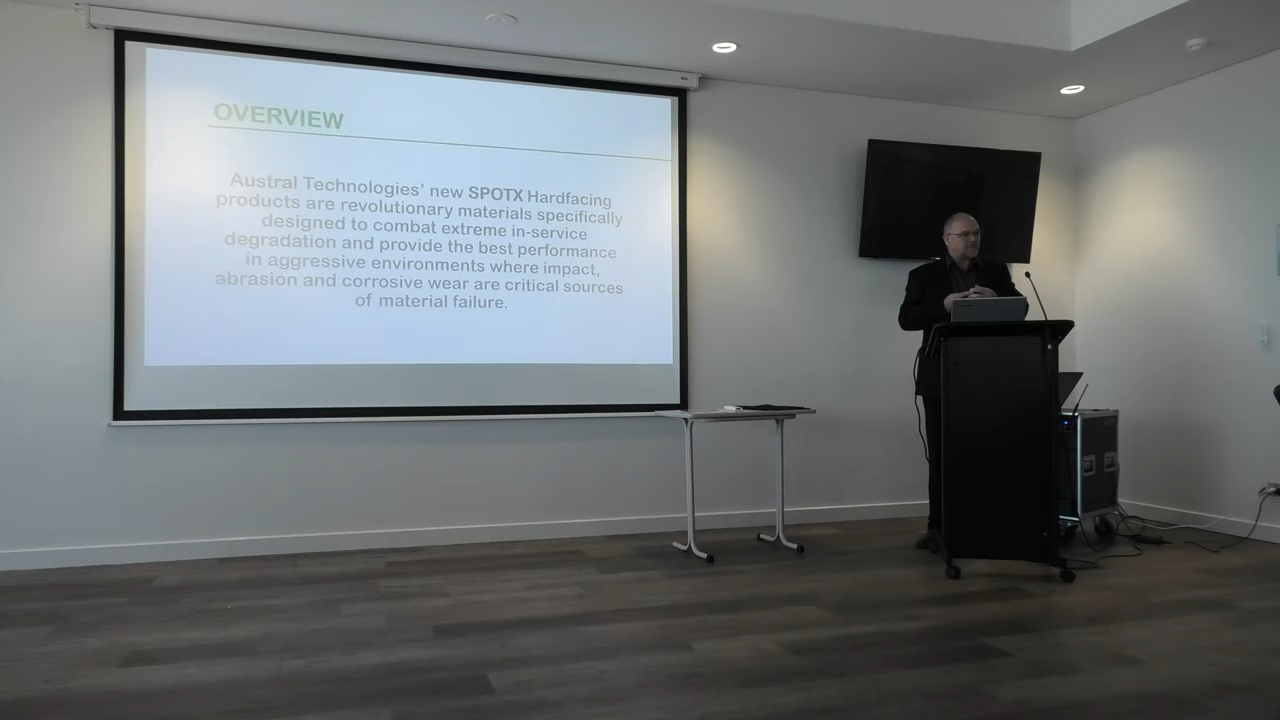 OVERVIEW
Austral Technologies’ new SPOTX Hardfacing
products are revolutionary materials specifically
designed to combat extreme in-service
degradation and provide the best performance
in aggressive environments where impact,
abrasion and corrosive wear are critical sources
of material failure.